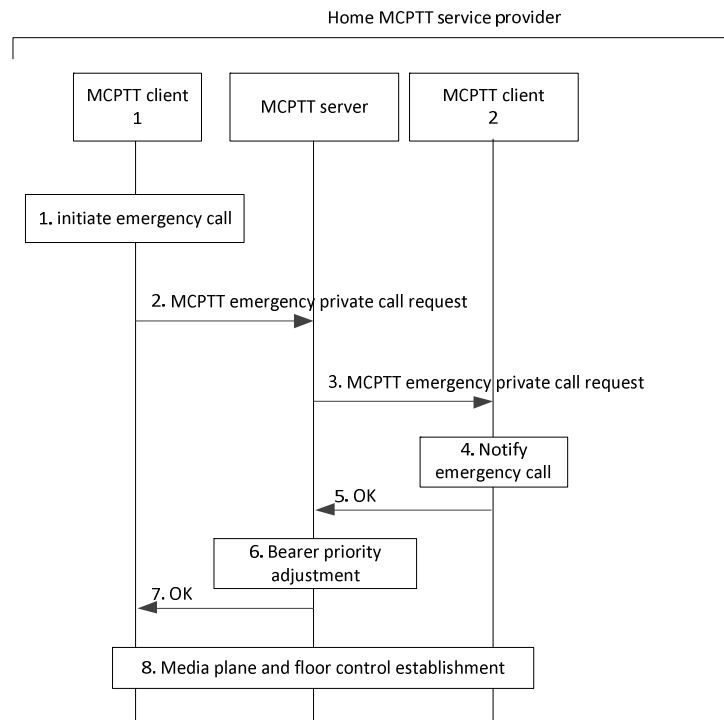 Home MCPTT service provider
MCPTT client
1
MCPTT server
MCPTT client
2
1. initiate emergency call
2. MCPTT emergency private call request
3. MCPTT emergency private call request
4. Notify
emergency call
5. OK
6. Bearer priority
adjustment
7. OK
8. Media plane and floor control establishment